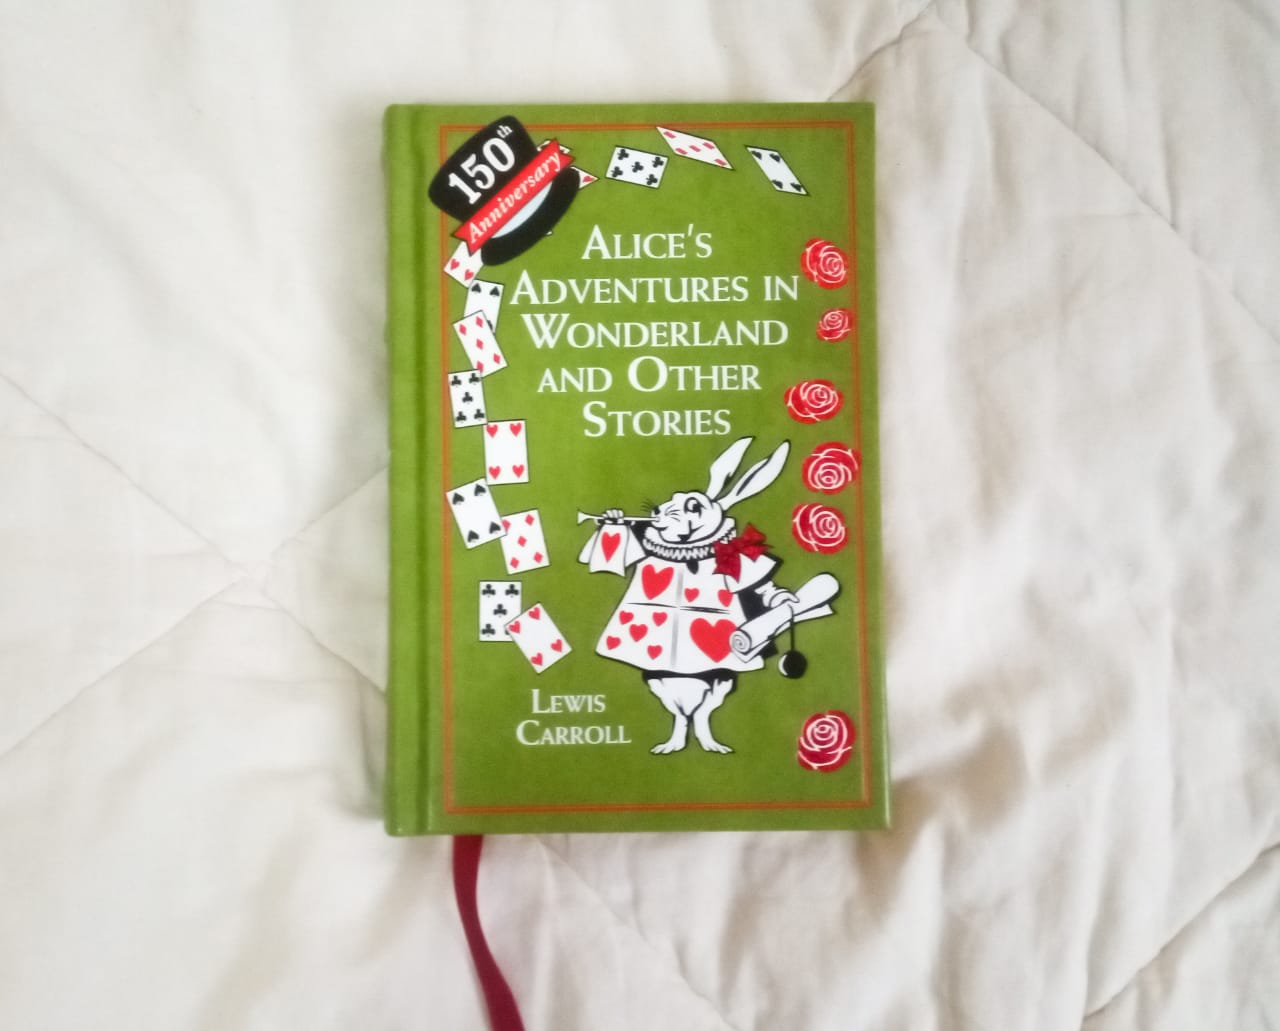 150th
Anniversary
ALICE'S
ADVENTURES IN
WONDERLAND
AND OTHER
STORIES
LEWIS
CARROLL